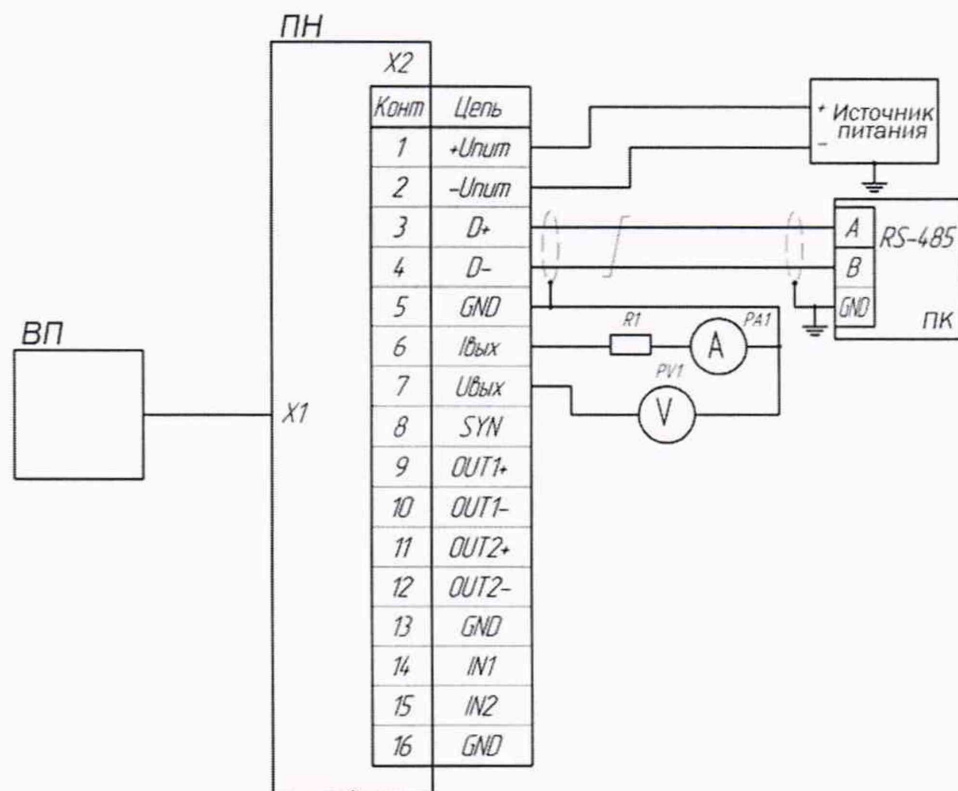 ПН
X2
Конт Цепь
1 +Uпит
2 -Uпит
3 D+
4 D-
5 GND
6 Iвых
7 Uвых
8 SYN
9 OUT1+
10 OUT1-
11 OUT2+
12 OUT2-
13 GND
14 IN1
15 IN2
16 GND
ВП
X1
+ Источник
питания
-
A
B
GND
RS-485
ПК
R1
PA1
A
PV1
V